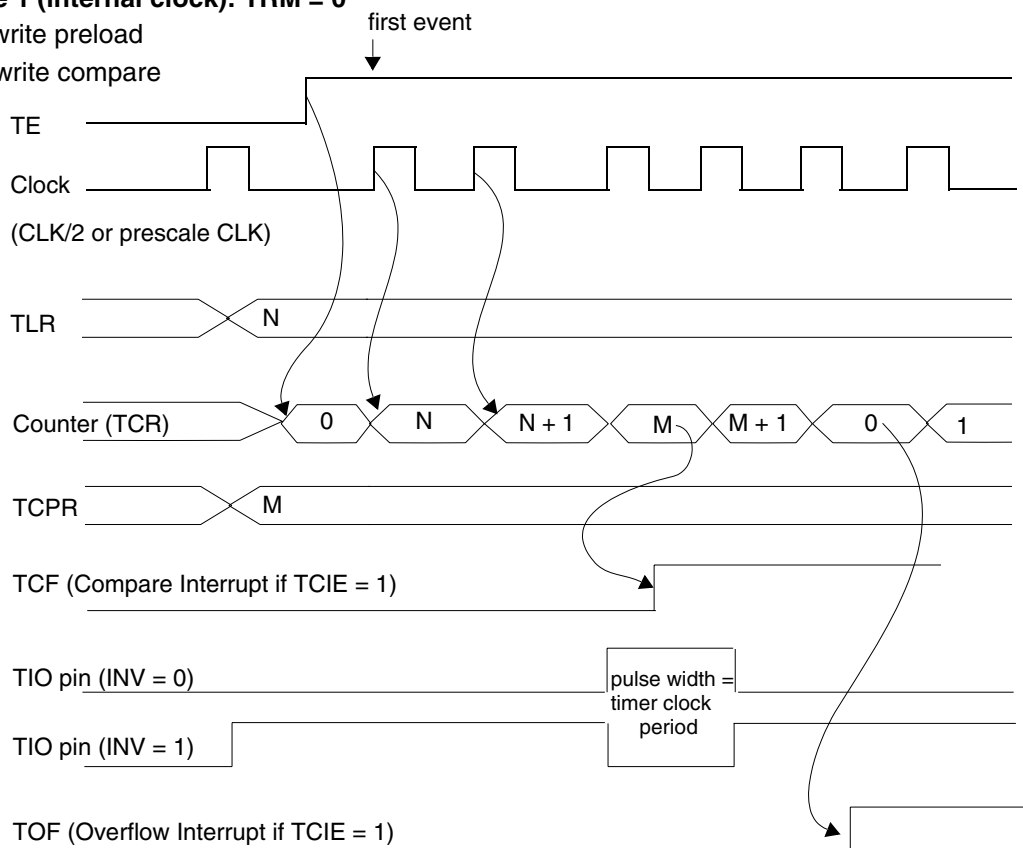 1 (internal clock): TRM = 0
first event
write preload
write compare
TE
Clock
(CLK/2 or prescale CLK)
TLR
N
Counter (TCR)
0
N
N + 1
M
M + 1
0
1
TCPR
M
TCF (Compare Interrupt if TCIE = 1)
TIO pin (INV = 0)
pulse width =
timer clock
period
TIO pin (INV = 1)
TOF (Overflow Interrupt if TCIE = 1)